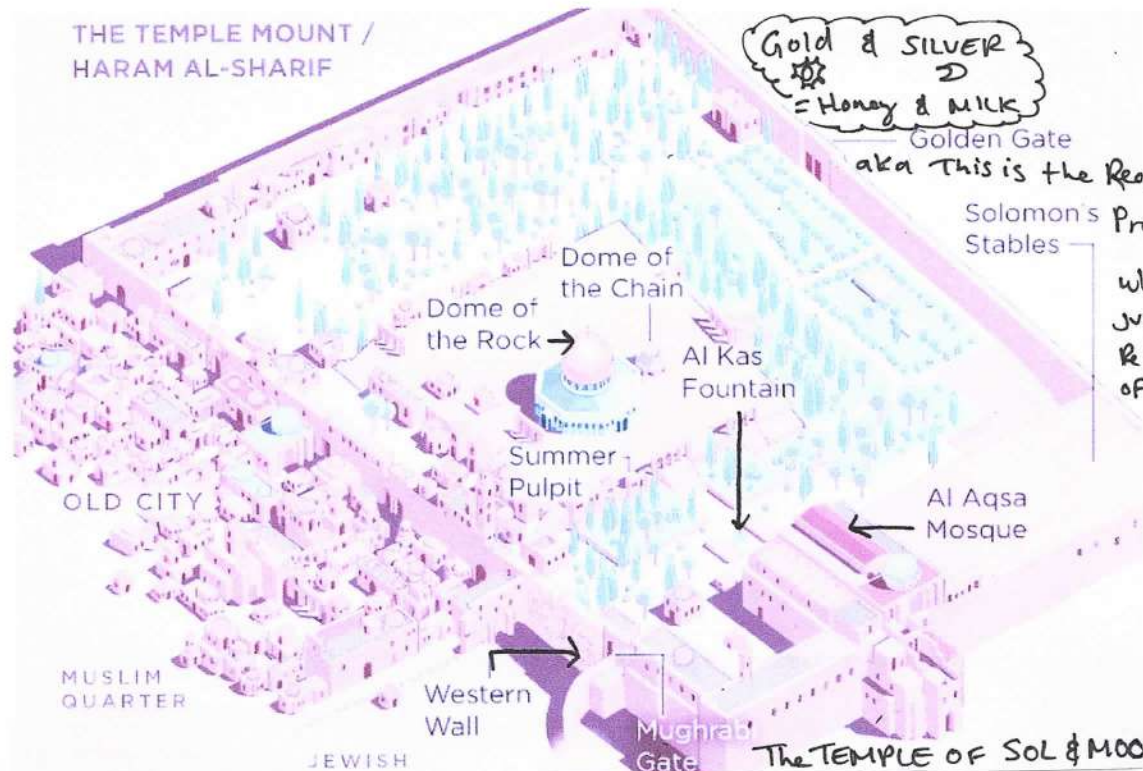 THE TEMPLE MOUNT /
HARAM AL-SHARIF
Gold & SILVER
= Honey & MILK
Golden Gate
aka This is the
Solomon's
Stables
Dome of
the Chain
Dome of
the Rock
Al Kas
Fountain
Summer
Pulpit
OLD CITY
Al Aqsa
Mosque
MUSLIM
QUARTER
Western
Wall
Mughrabi
Gate
JEWISH
The TEMPLE OF SOL & MOO